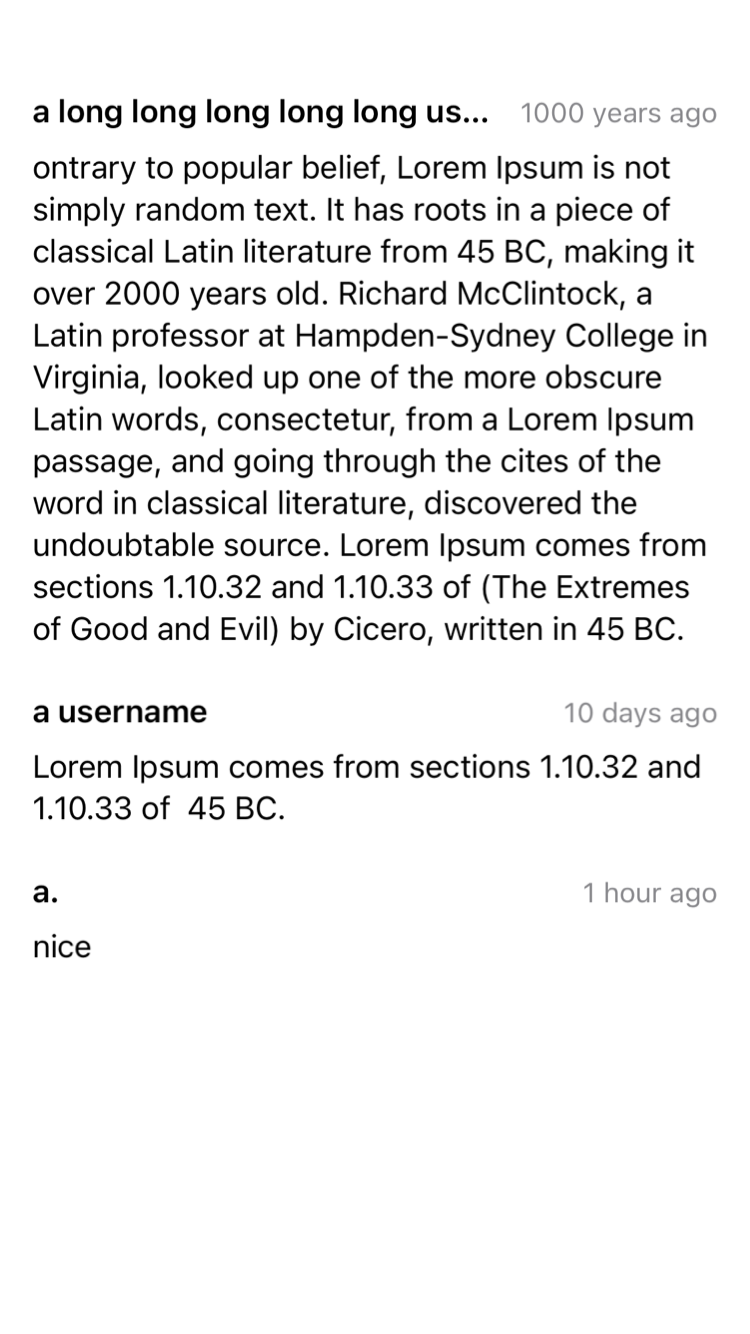 a long long long long long us... 1000 years ago
ontrary to popular belief, Lorem Ipsum is not
simply random text. It has roots in a piece of
classical Latin literature from 45 BC, making it
over 2000 years old. Richard McClintock, a
Latin professor at Hampden-Sydney College in
Virginia, looked up one of the more obscure
Latin words, consectetur, from a Lorem Ipsum
passage, and going through the cites of the
word in classical literature, discovered the
undoubtable source. Lorem Ipsum comes from
sections 1.10.32 and 1.10.33 of (The Extremes
of Good and Evil) by Cicero, written in 45 BC.
a username 10 days ago
Lorem Ipsum comes from sections 1.10.32 and
1.10.33 of  45 BC.
a. 1 hour ago
nice